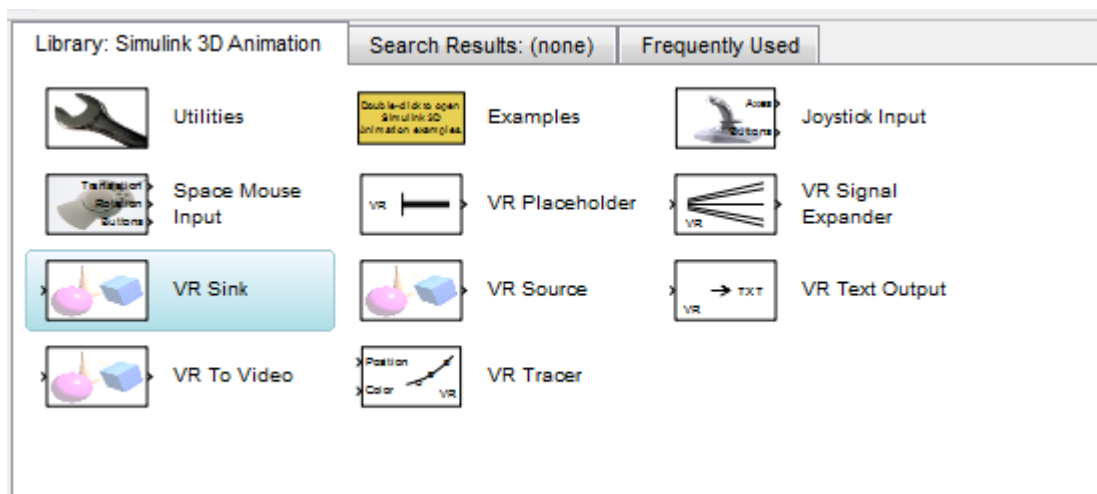 Library: Simulink 3D Animation
Search Results: (none)
Frequently Used
Utilities
Double-click to open
Simulink 3D
Animation examples.
Examples
Axes
Buttons
Joystick Input
Translation
Rotation
Buttons
Space Mouse
Input
VR
VR Placeholder
VR
VR Signal
Expander
VR Sink
VR Source
TXT
VR
VR Text Output
VR To Video
Position
Color
VR
VR Tracer